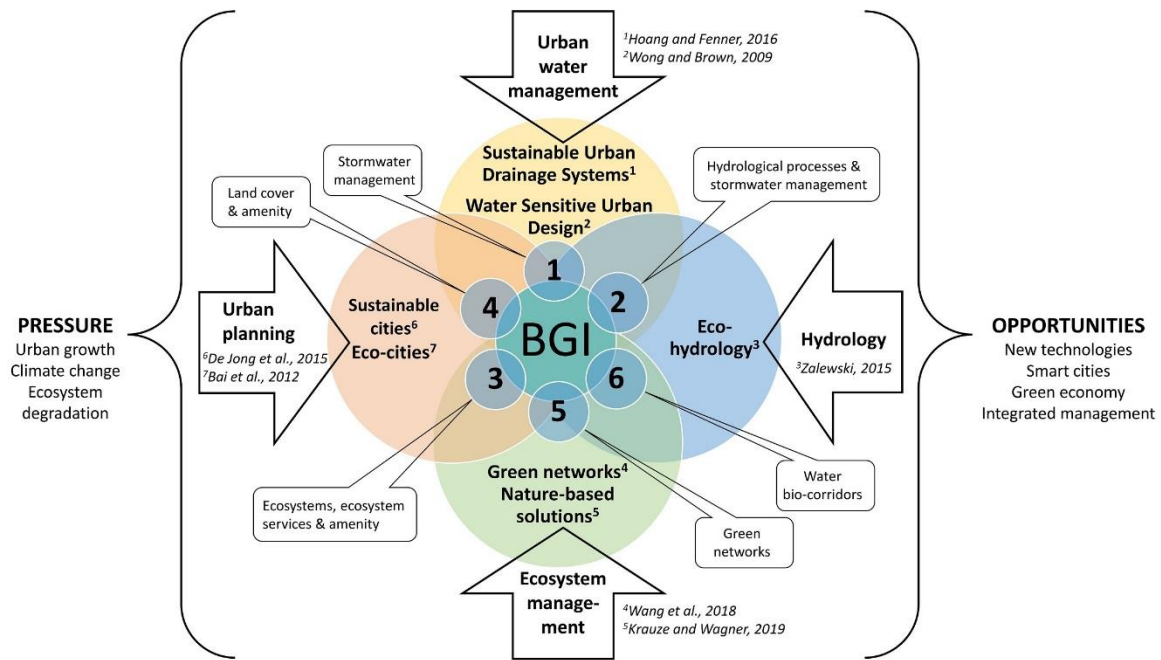 Urban
water
management
¹Hoang and Fenner, 2016
²Wong and Brown, 2009
Sustainable Urban
Drainage Systems¹
Water Sensitive Urban
Design²
Stormwater
management
Land cover
& amenity
Hydrological processes &
stormwater management
1
4
2
BGI
3
6
5
PRESSURE
Urban growth
Climate change
Ecosystem
degradation
Urban
planning
⁶De Jong et al., 2015
⁷Bai et al., 2012
Sustainable
cities⁶
Eco-cities⁷
Eco-
hydrology³
Hydrology
³Zalewski, 2015
OPPORTUNITIES
New technologies
Smart cities
Green economy
Integrated management
Ecosystems, ecosystem
services & amenity
Green networks⁴
Nature-based
solutions⁵
Water
bio-corridors
Green
networks
Ecosystem
manage-
ment
⁴Wang et al., 2018
⁵Krauze and Wagner, 2019